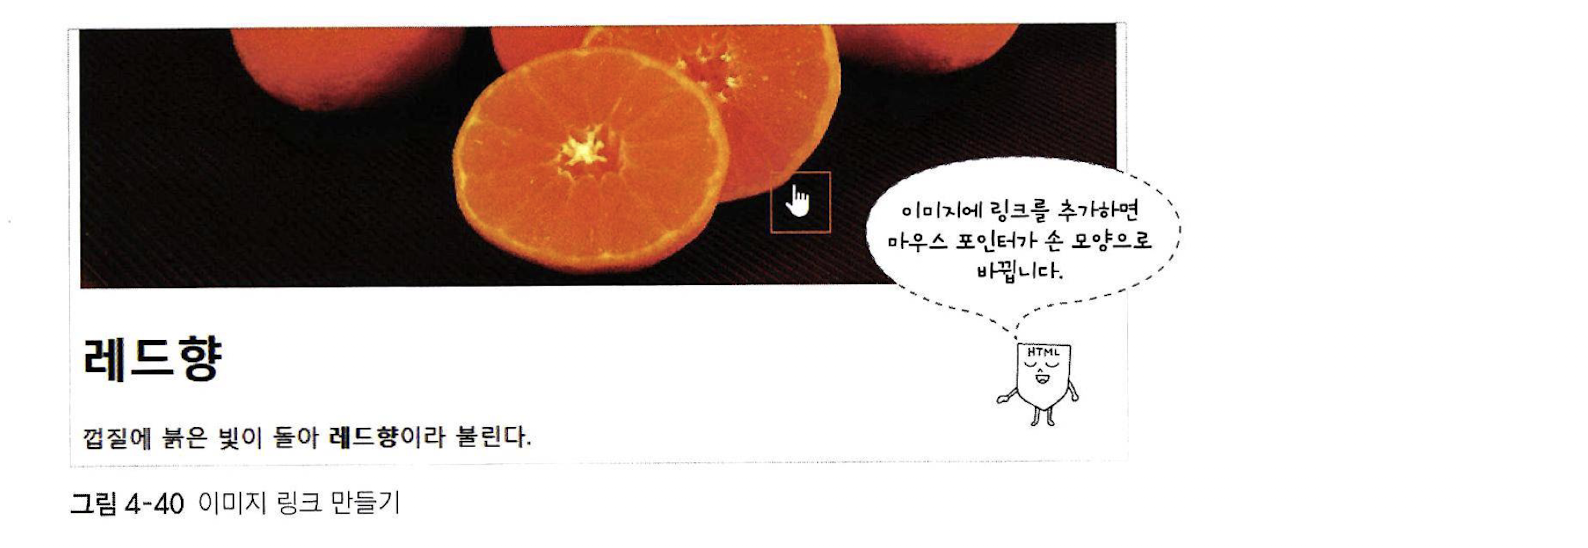 이미지에 링크를 추가하면
마우스 포인터가 손 모양으로
바뀝니다.
HTML
레드향
껍질에 붉은 빛이 돌아 레드향이라 불린다.
그림 4-40 이미지 링크 만들기